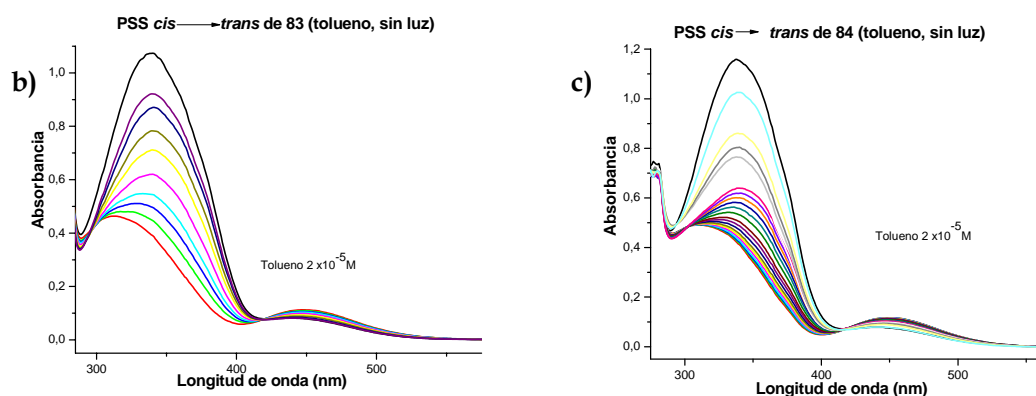 b)
PSS cis → trans de 83 (tolueno, sin luz)
Absorbancia
1,0
0,8
0,6
0,4
0,2
0,0
300 400 500
Tolueno 2 x10⁻⁵M
Longitud de onda (nm)
c)
PSS cis → trans de 84 (tolueno, sin luz)
Absorbancia
1,2
1,0
0,8
0,6
0,4
0,2
0,0
300 400 500
Tolueno 2 x10⁻⁵M
Longitud de onda (nm)